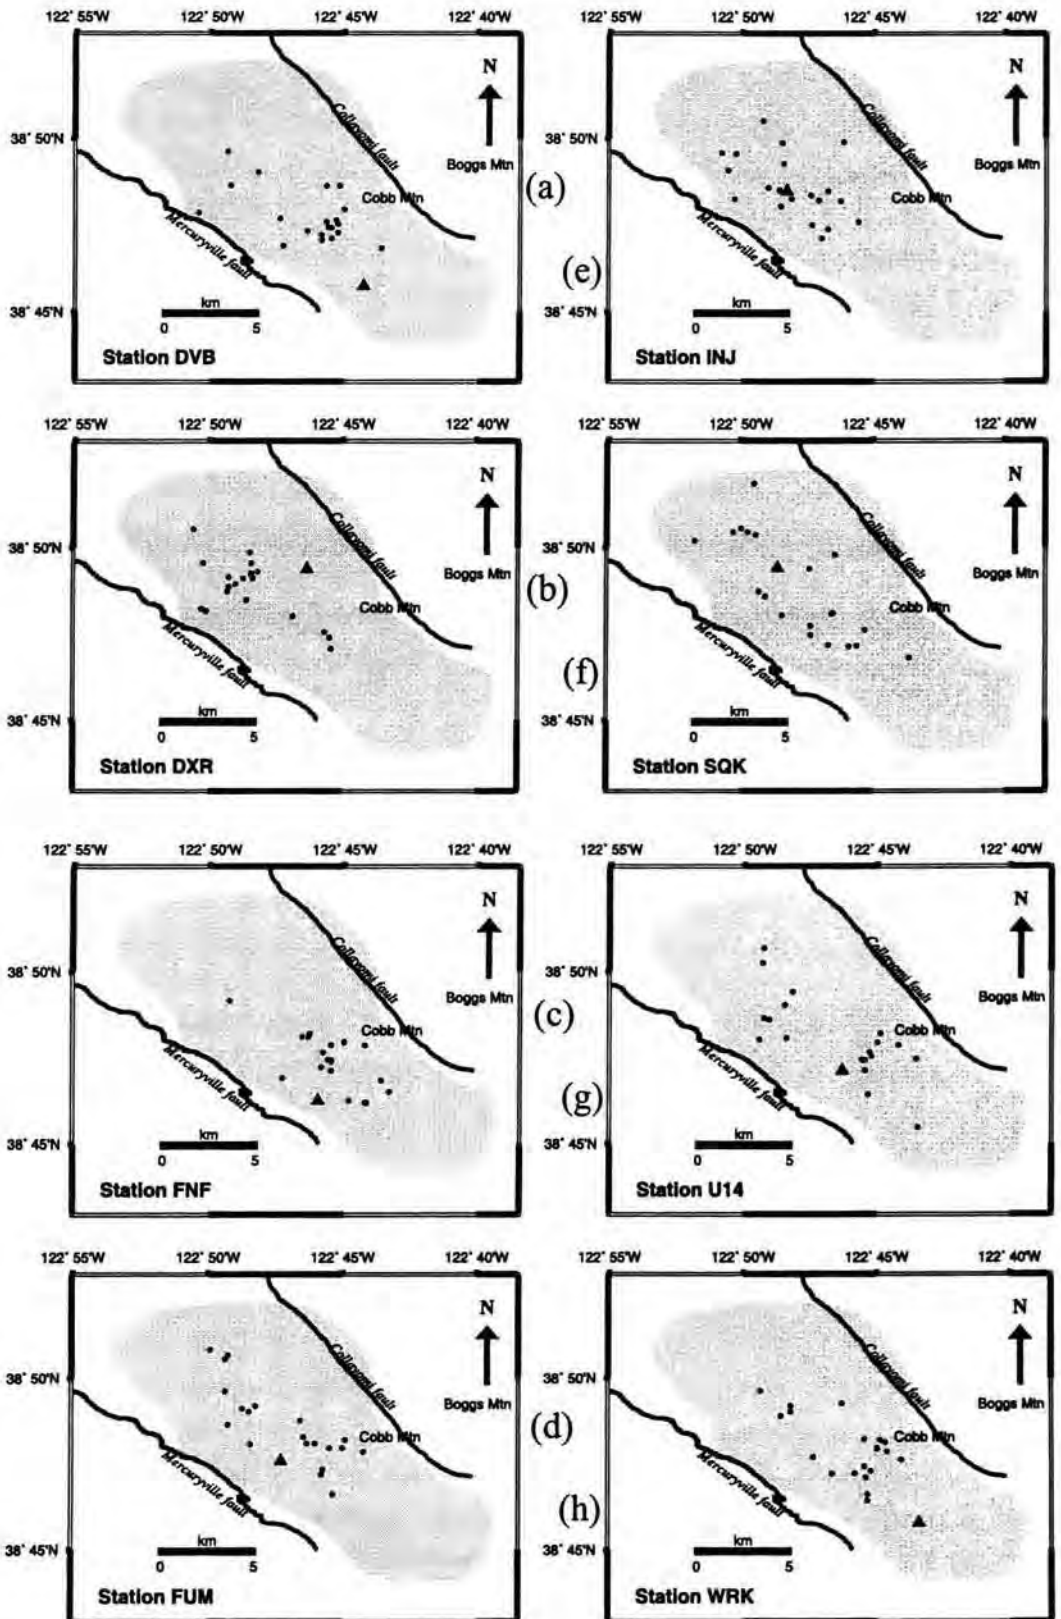 122° 55'W 122° 50'W 122° 45'W 122° 40'W
N
38° 50'N
Collayomi fault
Boggs Mtn
Cobb Mtn
Mercuryville fault
km
38° 45'N
0 5
Station DVB
(a)
122° 55'W 122° 50'W 122° 45'W 122° 40'W
N
38° 50'N
Collayomi fault
Boggs Mtn
Cobb Mtn
Mercuryville fault
km
38° 45'N
0 5
Station INJ
(e)
122° 55'W 122° 50'W 122° 45'W 122° 40'W
N
38° 50'N
Collayomi fault
Boggs Mtn
Cobb Mtn
Mercuryville fault
km
38° 45'N
0 5
Station DXR
(b)
122° 55'W 122° 50'W 122° 45'W 122° 40'W
N
38° 50'N
Collayomi fault
Boggs Mtn
Cobb Mtn
Mercuryville fault
km
38° 45'N
0 5
Station SQK
(f)
122° 55'W 122° 50'W 122° 45'W 122° 40'W
N
38° 50'N
Collayomi fault
Boggs Mtn
Cobb Mtn
Mercuryville fault
km
38° 45'N
0 5
Station FNF
(c)
122° 55'W 122° 50'W 122° 45'W 122° 40'W
N
38° 50'N
Collayomi fault
Boggs Mtn
Cobb Mtn
Mercuryville fault
km
38° 45'N
0 5
Station U14
(g)
122° 55'W 122° 50'W 122° 45'W 122° 40'W
N
38° 50'N
Collayomi fault
Boggs Mtn
Cobb Mtn
Mercuryville fault
km
38° 45'N
0 5
Station FUM
(d)
122° 55'W 122° 50'W 122° 45'W 122° 40'W
N
38° 50'N
Collayomi fault
Boggs Mtn
Cobb Mtn
Mercuryville fault
km
38° 45'N
0 5
Station WRK
(h)